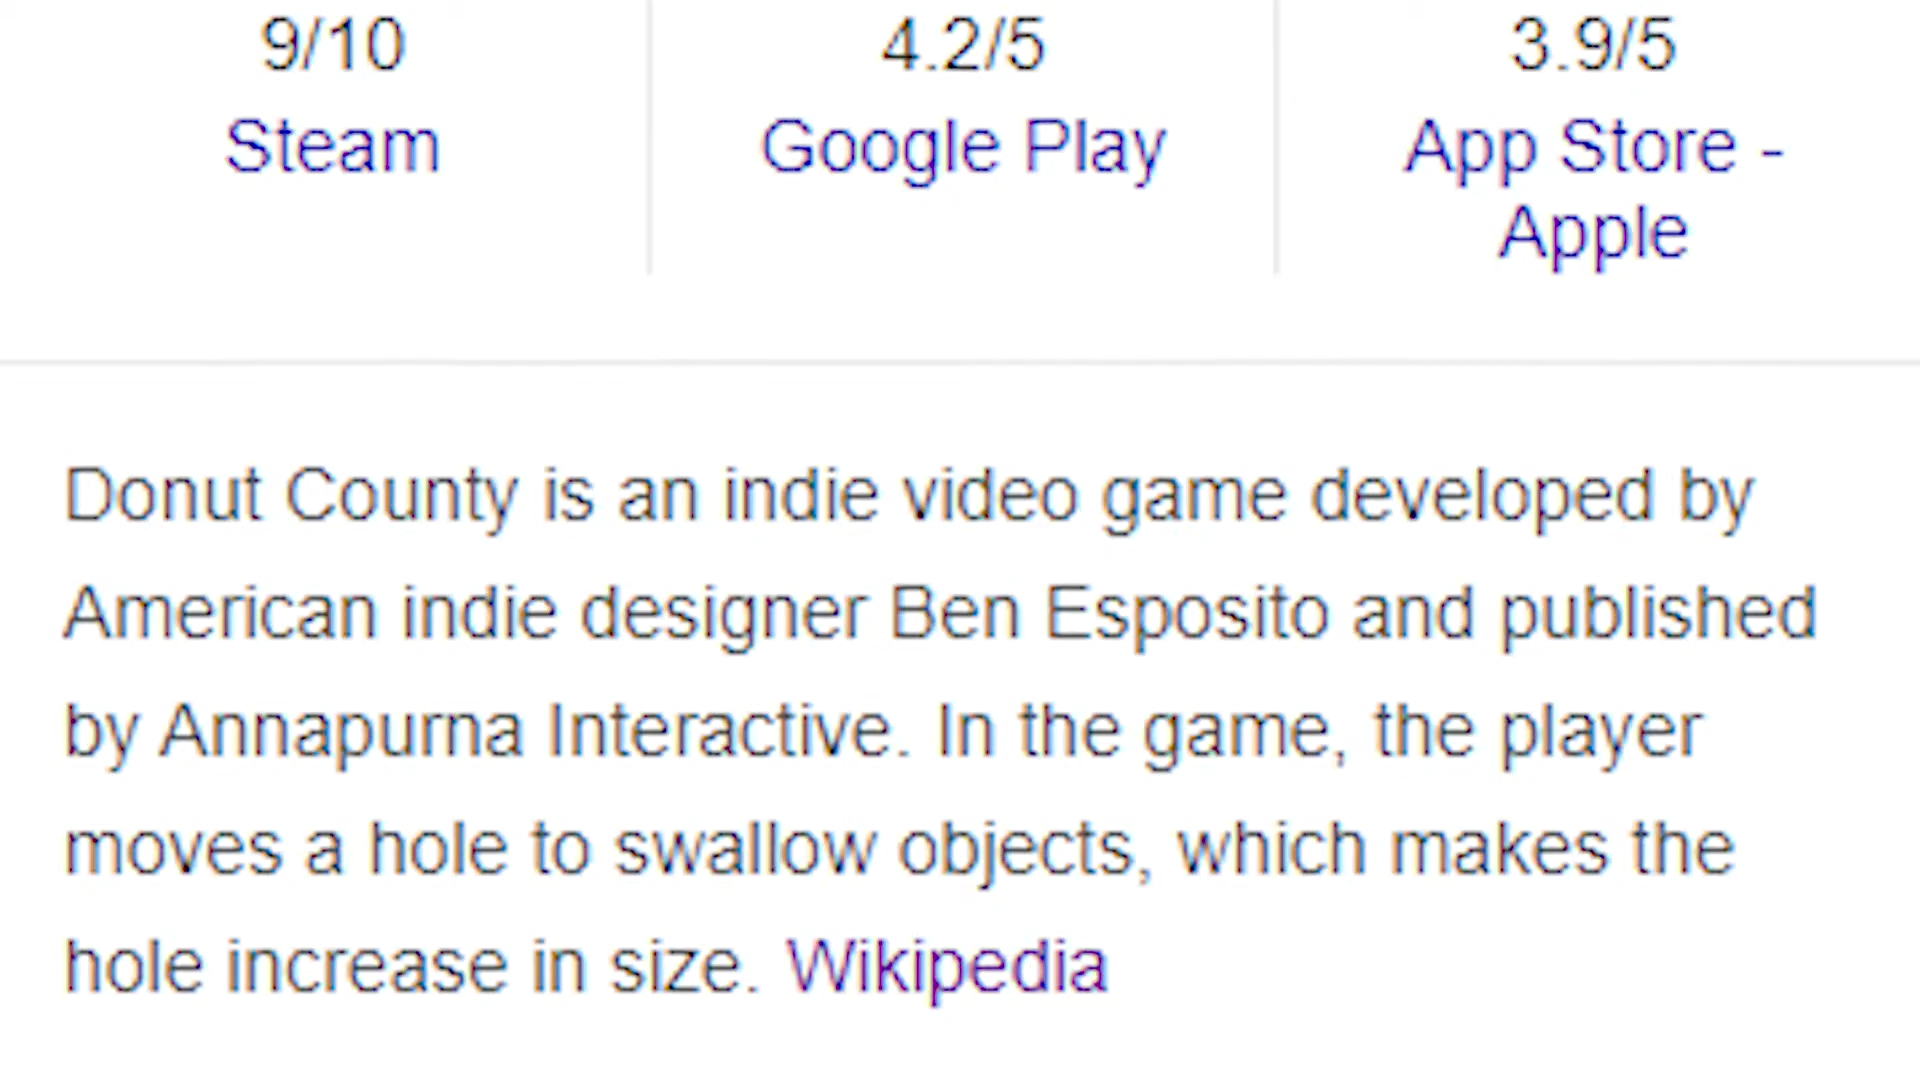 9/10 4.2/5 3.9/5
Steam Google Play App Store -
Apple
Donut County is an indie video game developed by
American indie designer Ben Esposito and published
by Annapurna Interactive. In the game, the player
moves a hole to swallow objects, which makes the
hole increase in size. Wikipedia